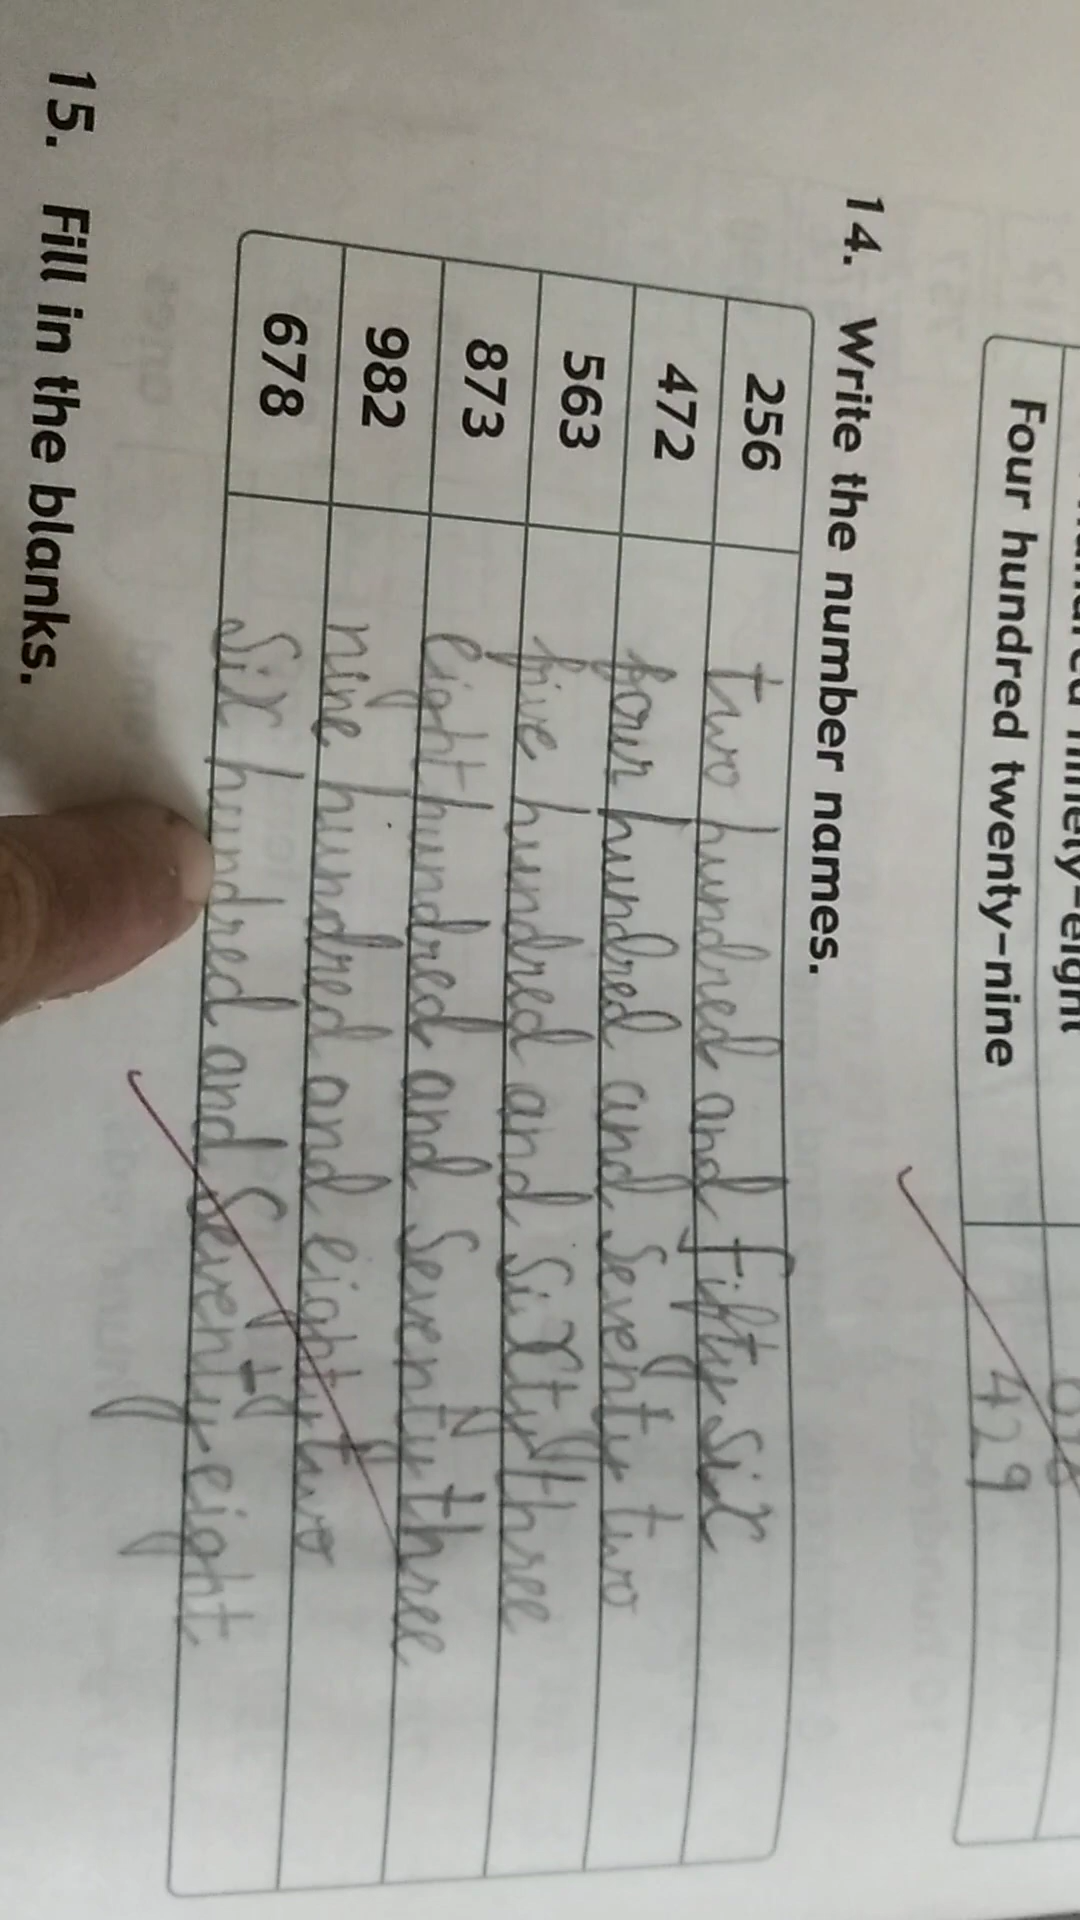 Four hundred twenty-nine 429
14. Write the number names.
256 two hundred and fifty six
472 four hundred and seventy two
563 five hundred and sixty three
873 eight hundred and seventy three
982 nine hundred and eighty two
678 six hundred and seventy eight
15. Fill in the blanks.